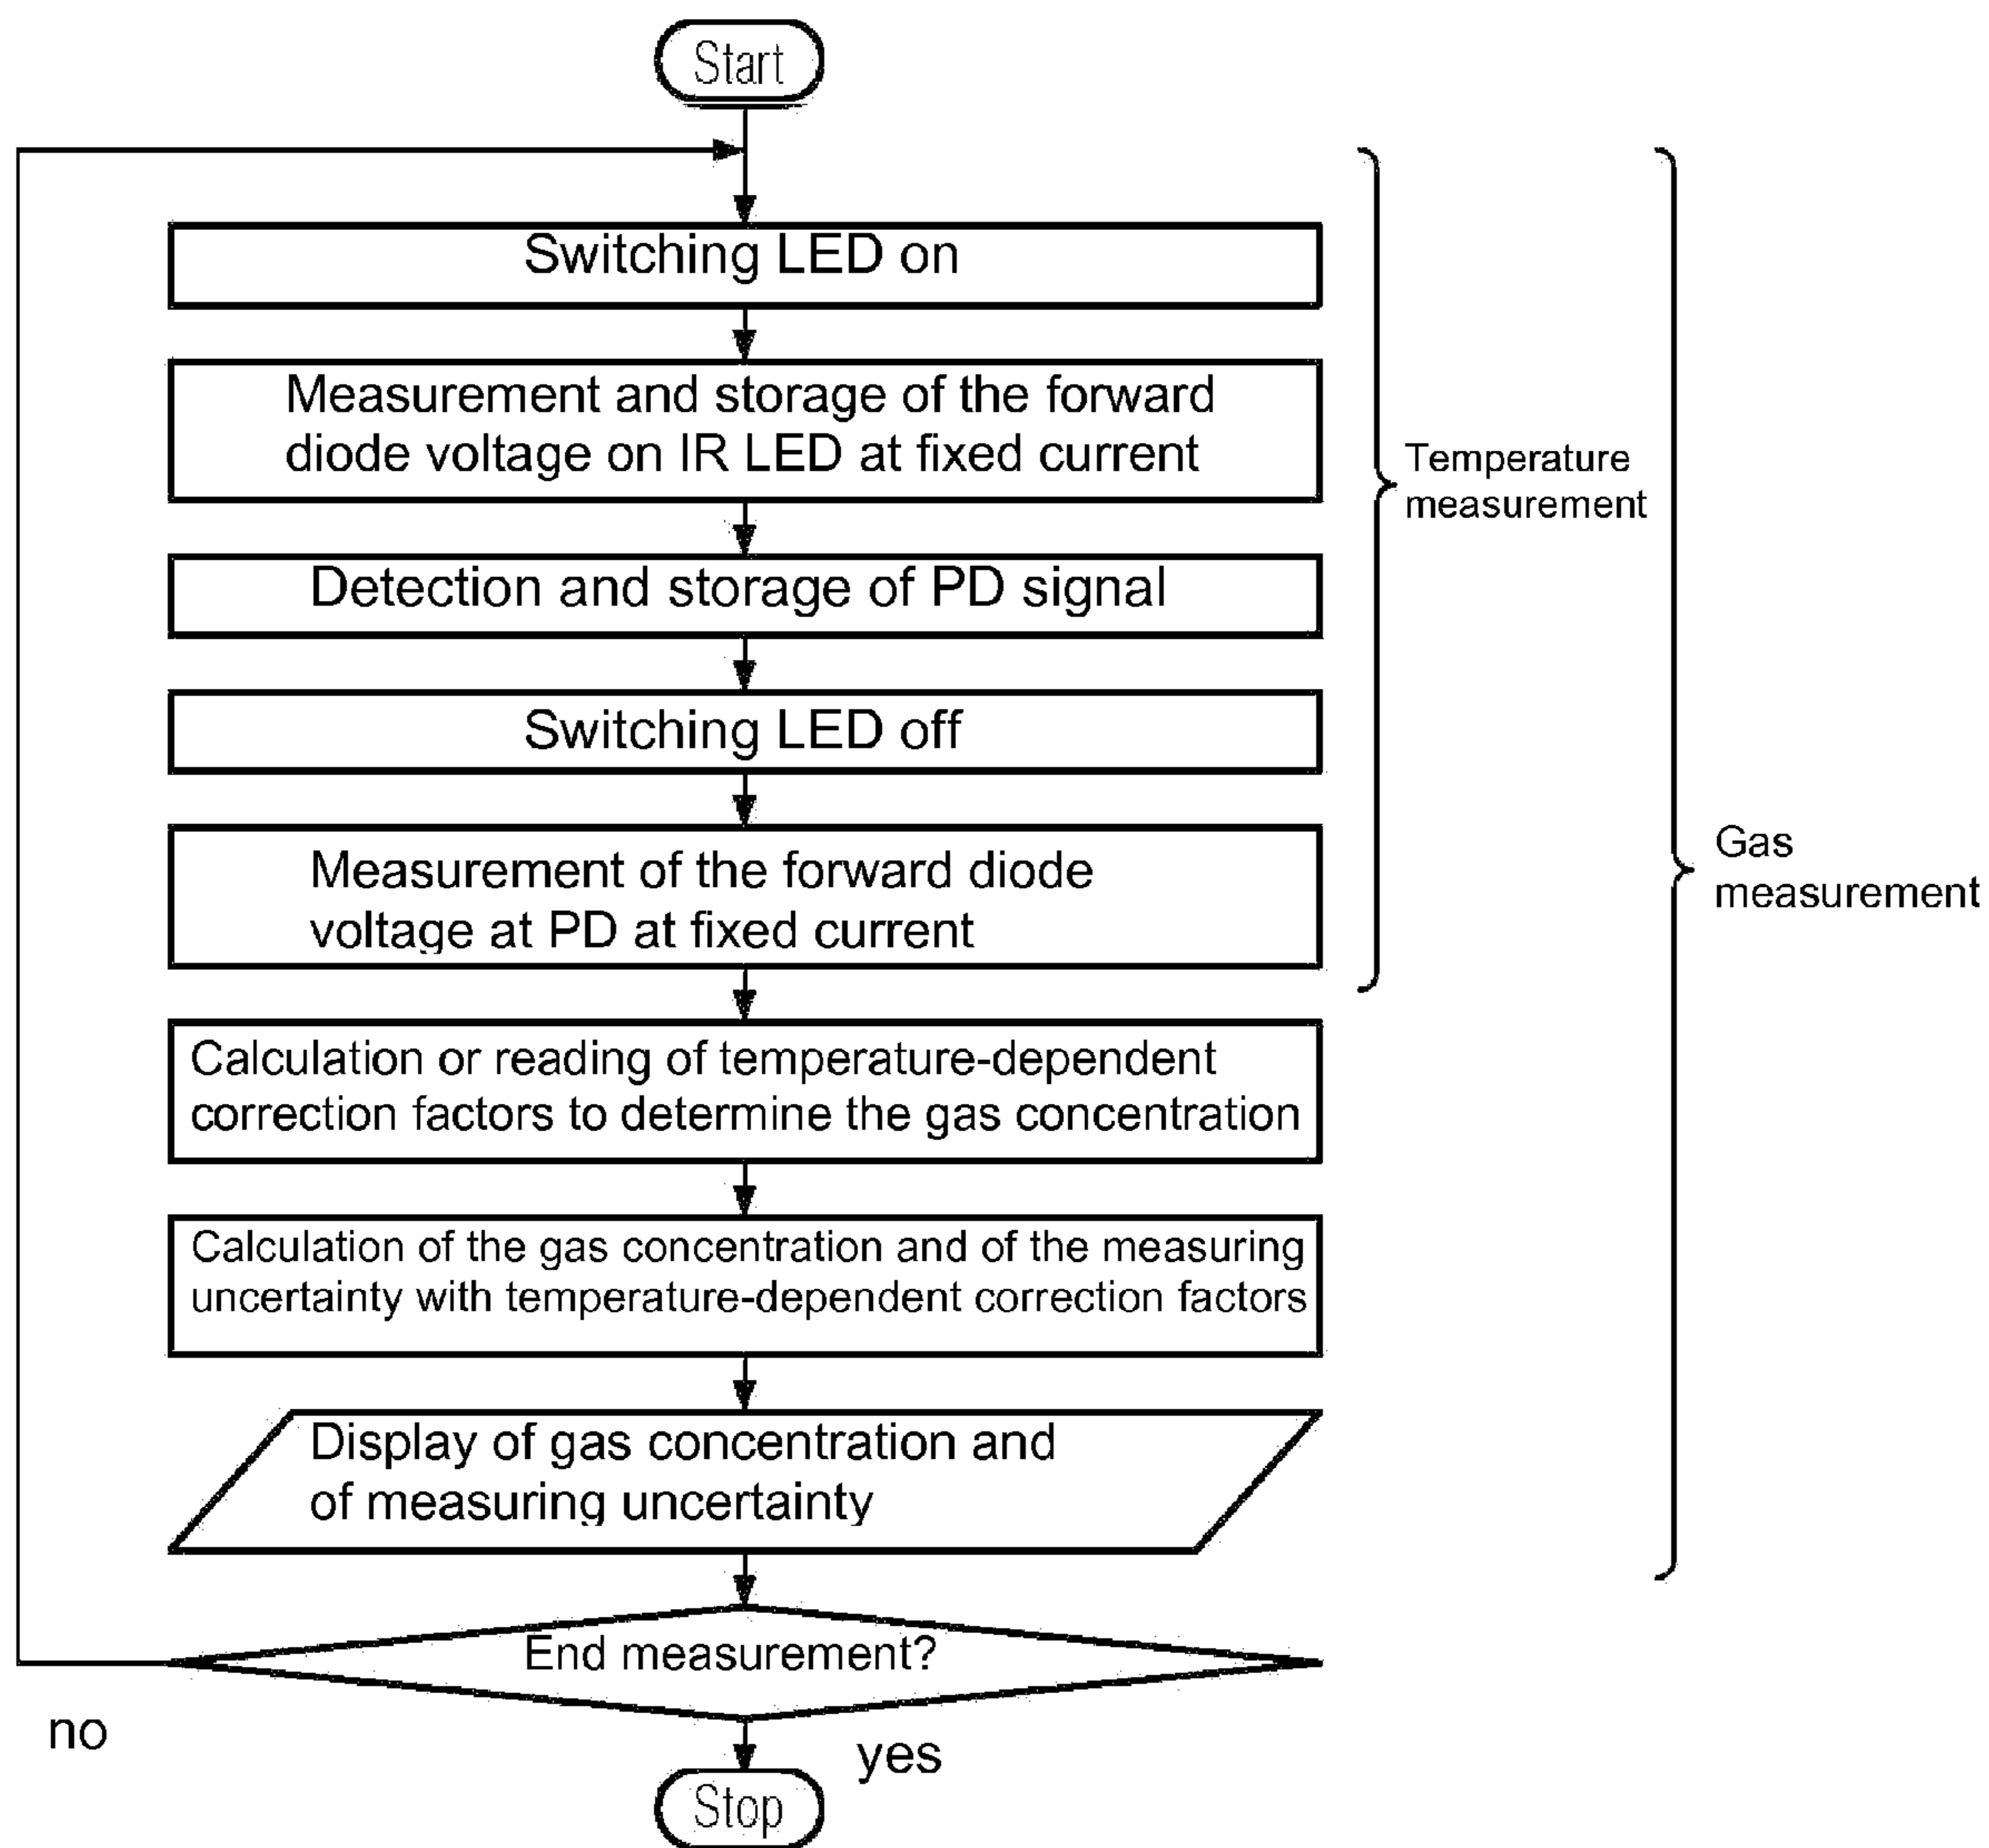 Start
Switching LED on
Measurement and storage of the forward
diode voltage on IR LED at fixed current
Temperature
measurement
Detection and storage of PD signal
Switching LED off
Measurement of the forward diode
voltage at PD at fixed current
Gas
measurement
Calculation or reading of temperature-dependent
correction factors to determine the gas concentration
Calculation of the gas concentration and of the measuring
uncertainty with temperature-dependent correction factors
Display of gas concentration and
of measuring uncertainty
End measurement?
no
yes
Stop